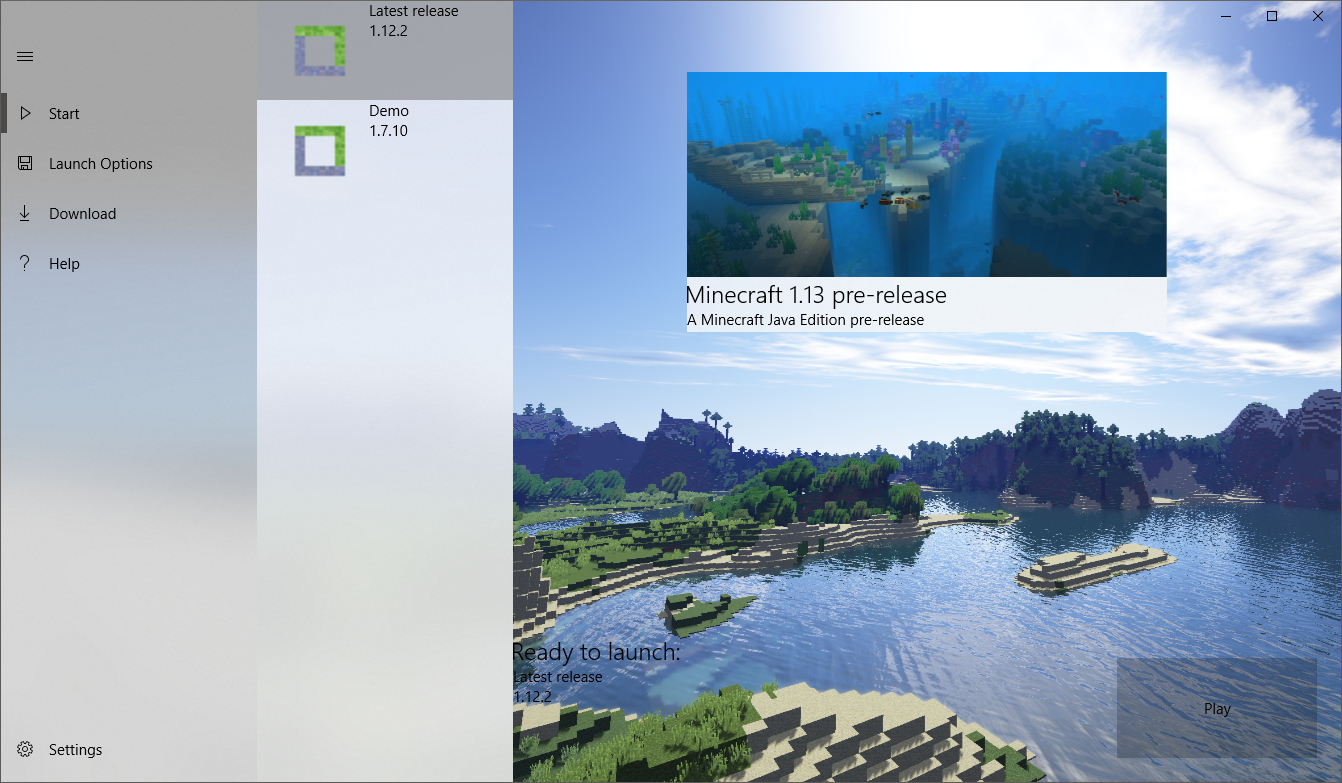 Start
Launch Options
Download
Help
Settings
Latest release
1.12.2
Demo
1.7.10
Minecraft 1.13 pre-release
A Minecraft Java Edition pre-release
Ready to launch:
Latest release
1.12.2
Play